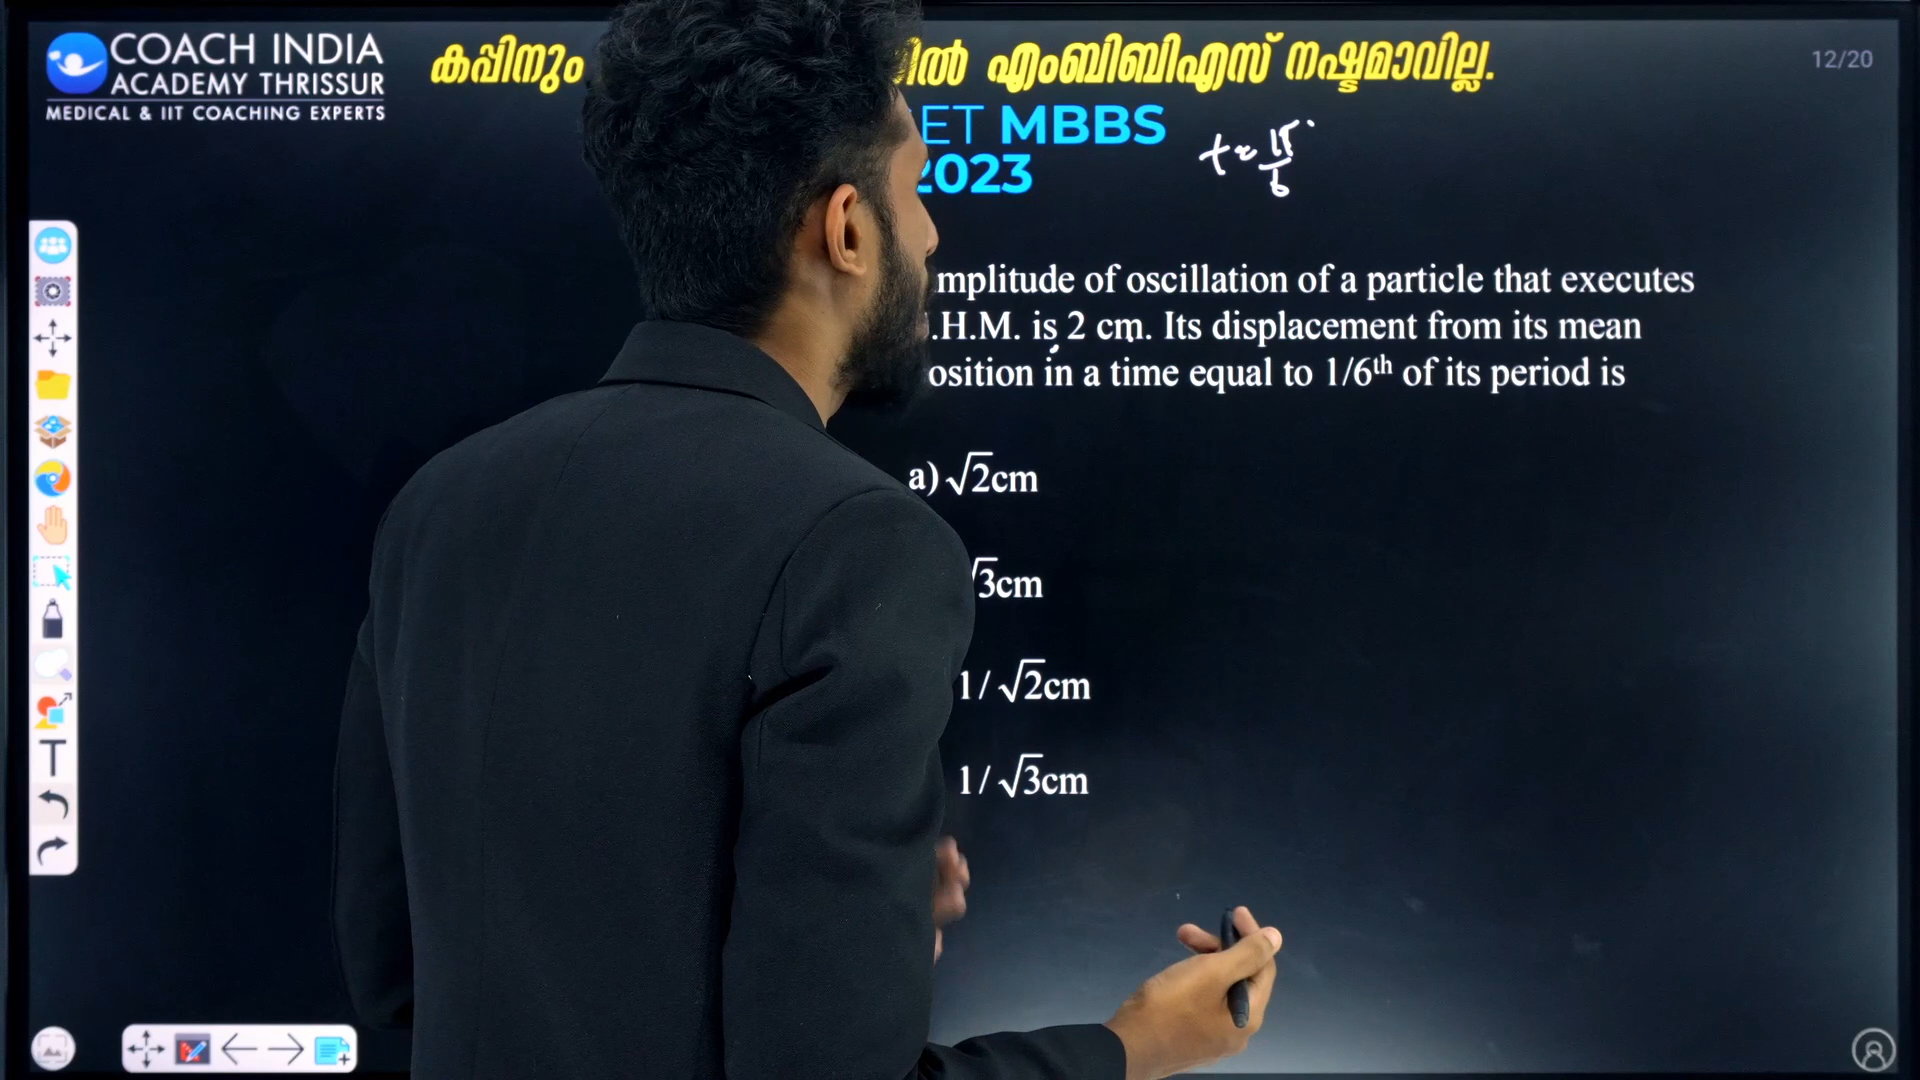 COACH INDIA
ACADEMY THRISSUR
MEDICAL & IIT COACHING EXPERTS
കപ്പിനും ിൽ എംബിബിഎസ് നഷ്ടമാവില്ല.
12/20
ET MBBS
2023
mplitude of oscillation of a particle that executes
.H.M. is 2 cm. Its displacement from its mean
osition in a time equal to 1/6th of its period is
a) √2cm
√3cm
1/√2cm
1/√3cm
T